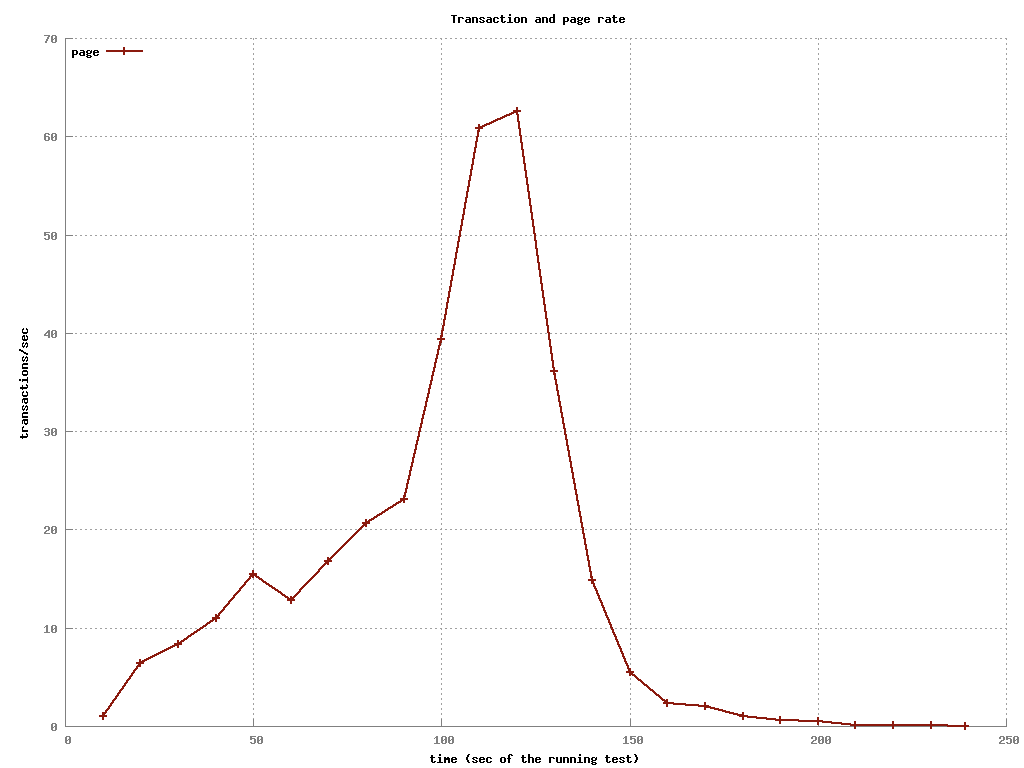 Transaction and page rate
page
70
60
50
40
30
20
10
0
transactions/sec
0 50 100 150 200 250
time (sec of the running test)